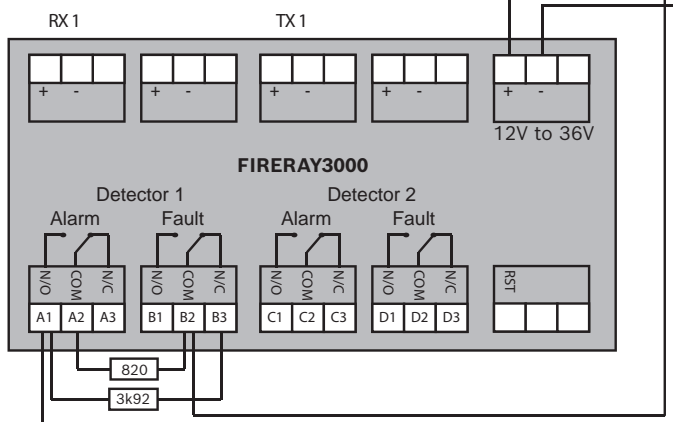 RX 1 TX 1
+ - + - + - + - + -
12V to 36V
FIRERAY3000
Detector 1 Detector 2
Alarm Fault Alarm Fault
N/O COM N/C N/O COM N/C N/O COM N/C N/O COM N/C RST
A1 A2 A3 B1 B2 B3 C1 C2 C3 D1 D2 D3
820
3k92